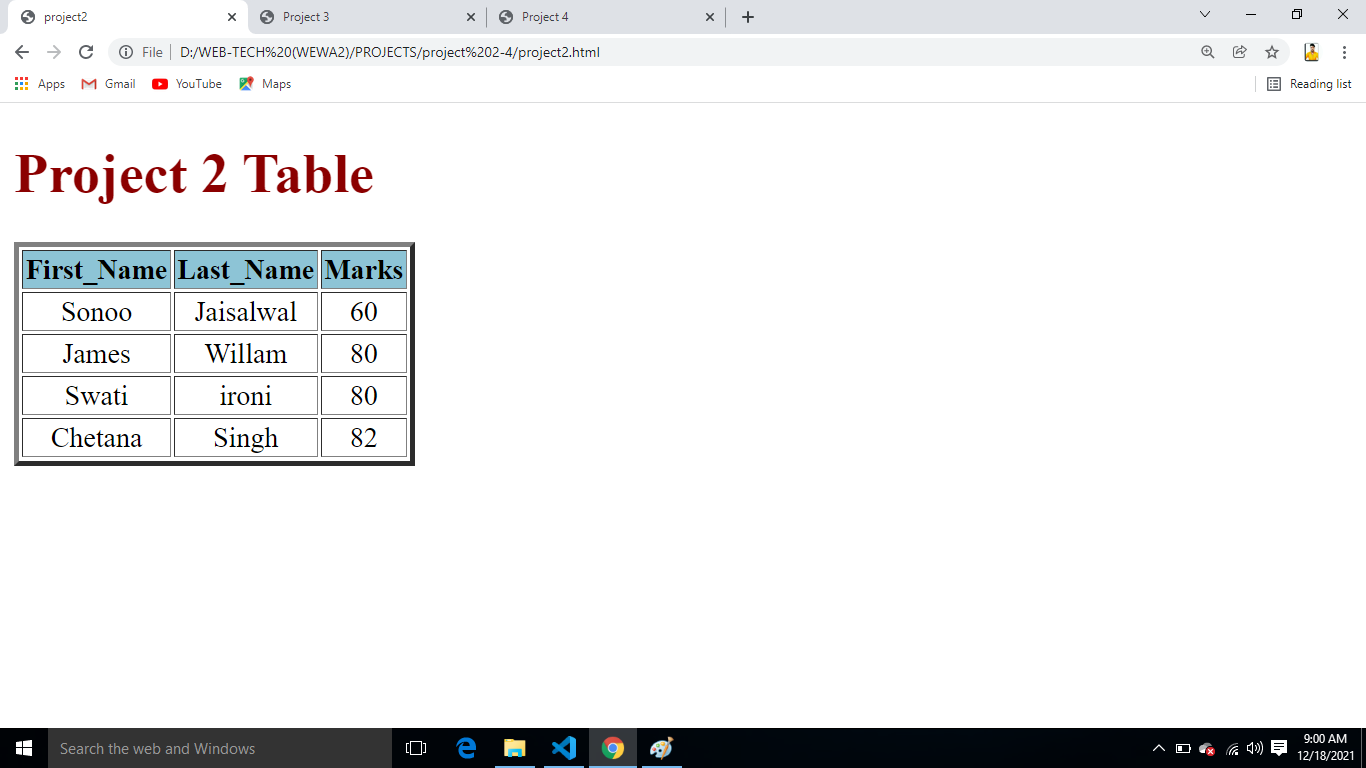 project2 Project 3 Project 4
File D:/WEB-TECH%20(WEWA2)/PROJECTS/project%202-4/project2.html
Apps Gmail YouTube Maps Reading list
Project 2 Table
First_Name Last_Name Marks
Sonoo Jaisalwal 60
James Willam 80
Swati ironi 80
Chetana Singh 82
Search the web and Windows
9:00 AM
12/18/2021